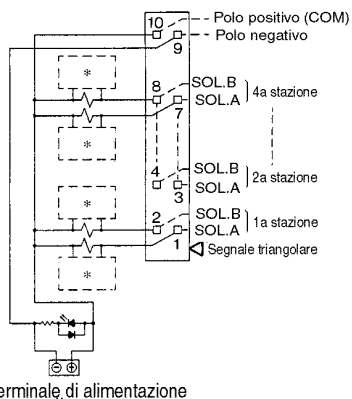 10 Polo positivo (COM)
9 Polo negativo
*
8 SOL.B
7 SOL.A
4a stazione
*
4 SOL.B
3 SOL.A
2a stazione
*
2 SOL.B
1 SOL.A
1a stazione
Segnale triangolare
*
⊖ ⊕
erminale di alimentazione